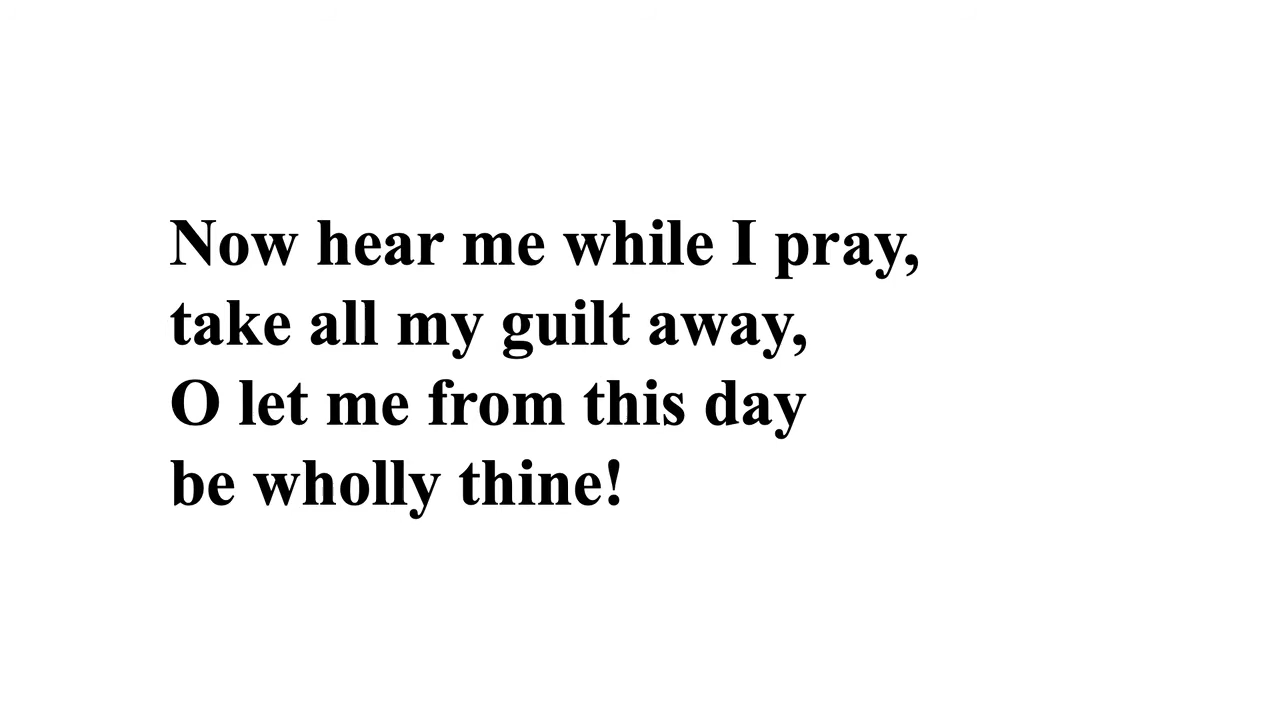 Now hear me while I pray,
take all my guilt away,
O let me from this day
be wholly thine!